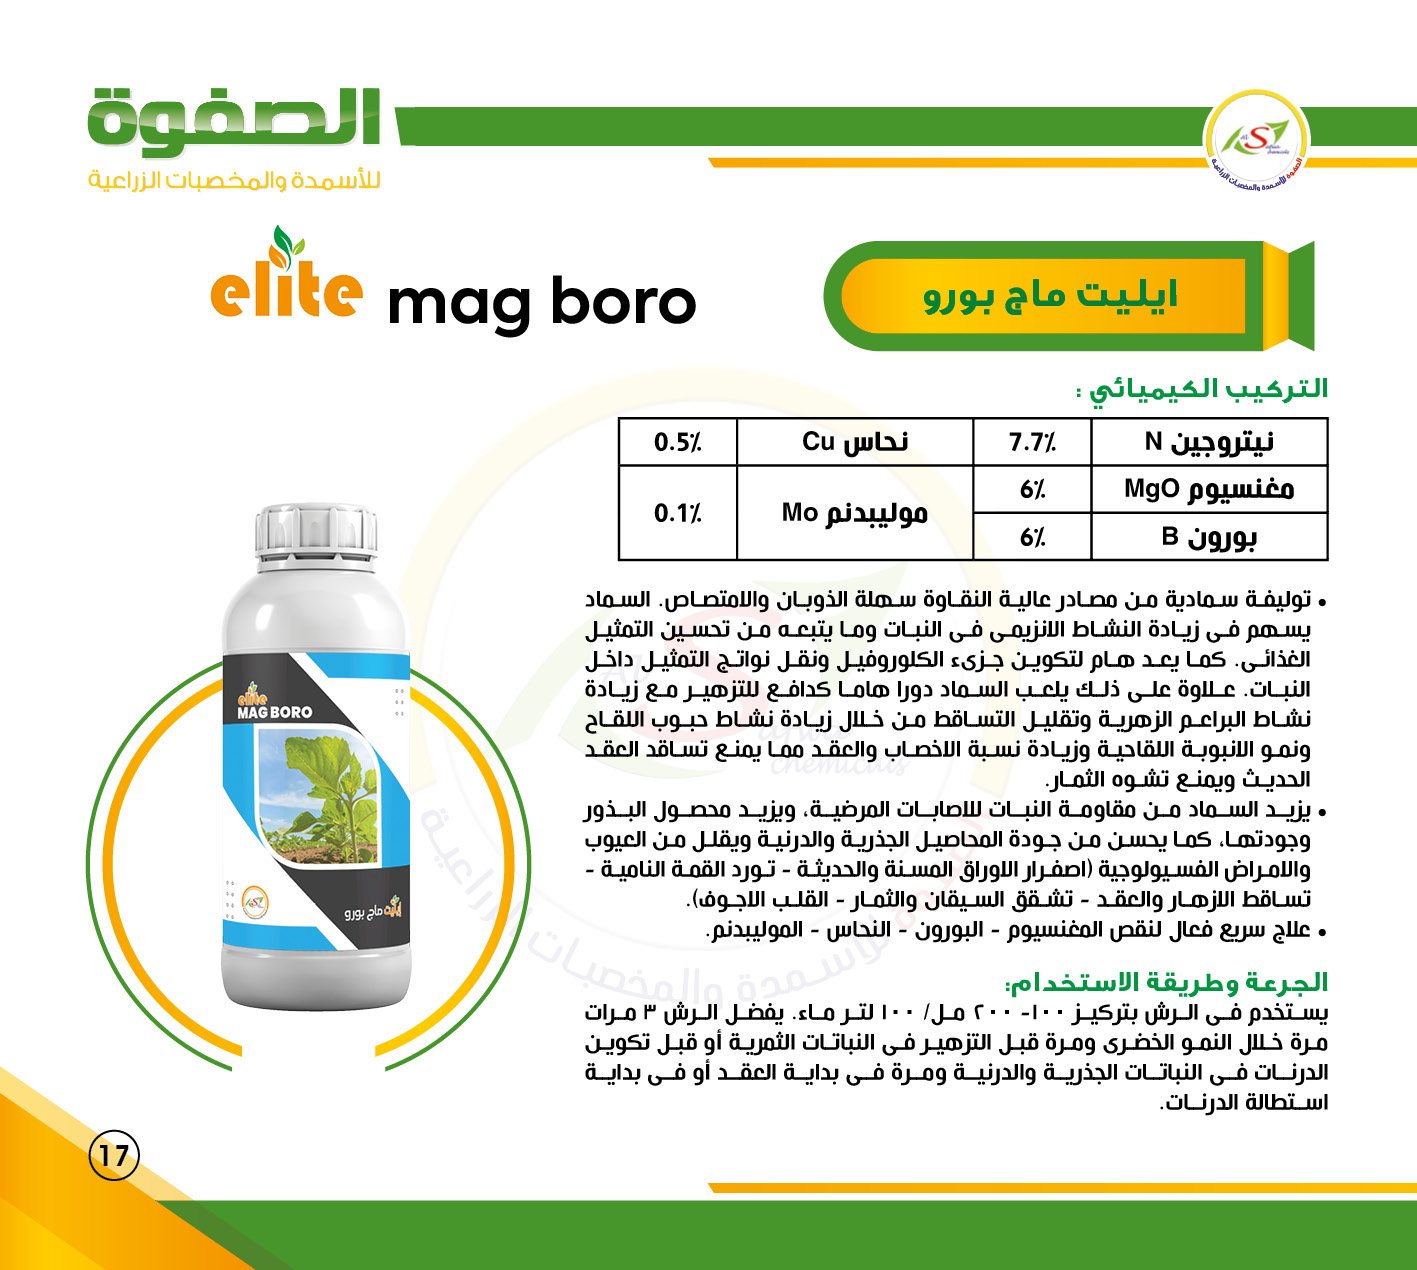 الصفوة
للأسمدة والمخصبات الزراعية
الصفوة للأسمدة والمخصبات الزراعية
elite mag boro
ايليت ماج بورو
التركيب الكيميائي :
نيتروجين N 7.7٪ نحاس Cu 0.5٪
مغنسيوم MgO 6٪ موليبدنم Mo 0.1٪
بورون B 6٪
• توليفة سمادية من مصادر عالية النقاوة سهلة الذوبان والامتصاص. السماد
يسهم فى زيادة النشاط الانزيمى فى النبات وما يتبعه من تحسين التمثيل
الغذائى. كما يعد هام لتكوين جزىء الكلوروفيل ونقل نواتج التمثيل داخل
النبات. علاوة على ذلك يلعب السماد دورا هاما كدافع للتزهير مع زيادة
نشاط البراعم الزهرية وتقليل التساقط من خلال زيادة نشاط حبوب اللقاح
ونمو الانبوبة اللقاحية وزيادة نسبة الاخصاب والعقد مما يمنع تساقد العقد
الحديث ويمنع تشوه الثمار.
• يزيد السماد من مقاومة النبات للاصابات المرضية، ويزيد محصول البذور
وجودتها، كما يحسن من جودة المحاصيل الجذرية والدرنية ويقلل من العيوب
والامراض الفسيولوجية (اصفرار الاوراق المسنة والحديثة - تورد القمة النامية -
تساقط الازهار والعقد - تشقق السيقان والثمار - القلب الاجوف).
• علاج سريع فعال لنقص المغنسيوم - البورون - النحاس - الموليبدنم.
الجرعة وطريقة الاستخدام:
يستخدم فى الرش بتركيز ١٠٠- ٢٠٠ مل/ ١٠٠ لتر ماء. يفضل الرش ٣ مرات
مرة خلال النمو الخضرى ومرة قبل التزهير فى النباتات الثمرية أو قبل تكوين
الدرنات فى النباتات الجذرية والدرنية ومرة فى بداية العقد أو فى بداية
استطالة الدرنات.
elite
MAG BORO
ايليت ماج بورو
17